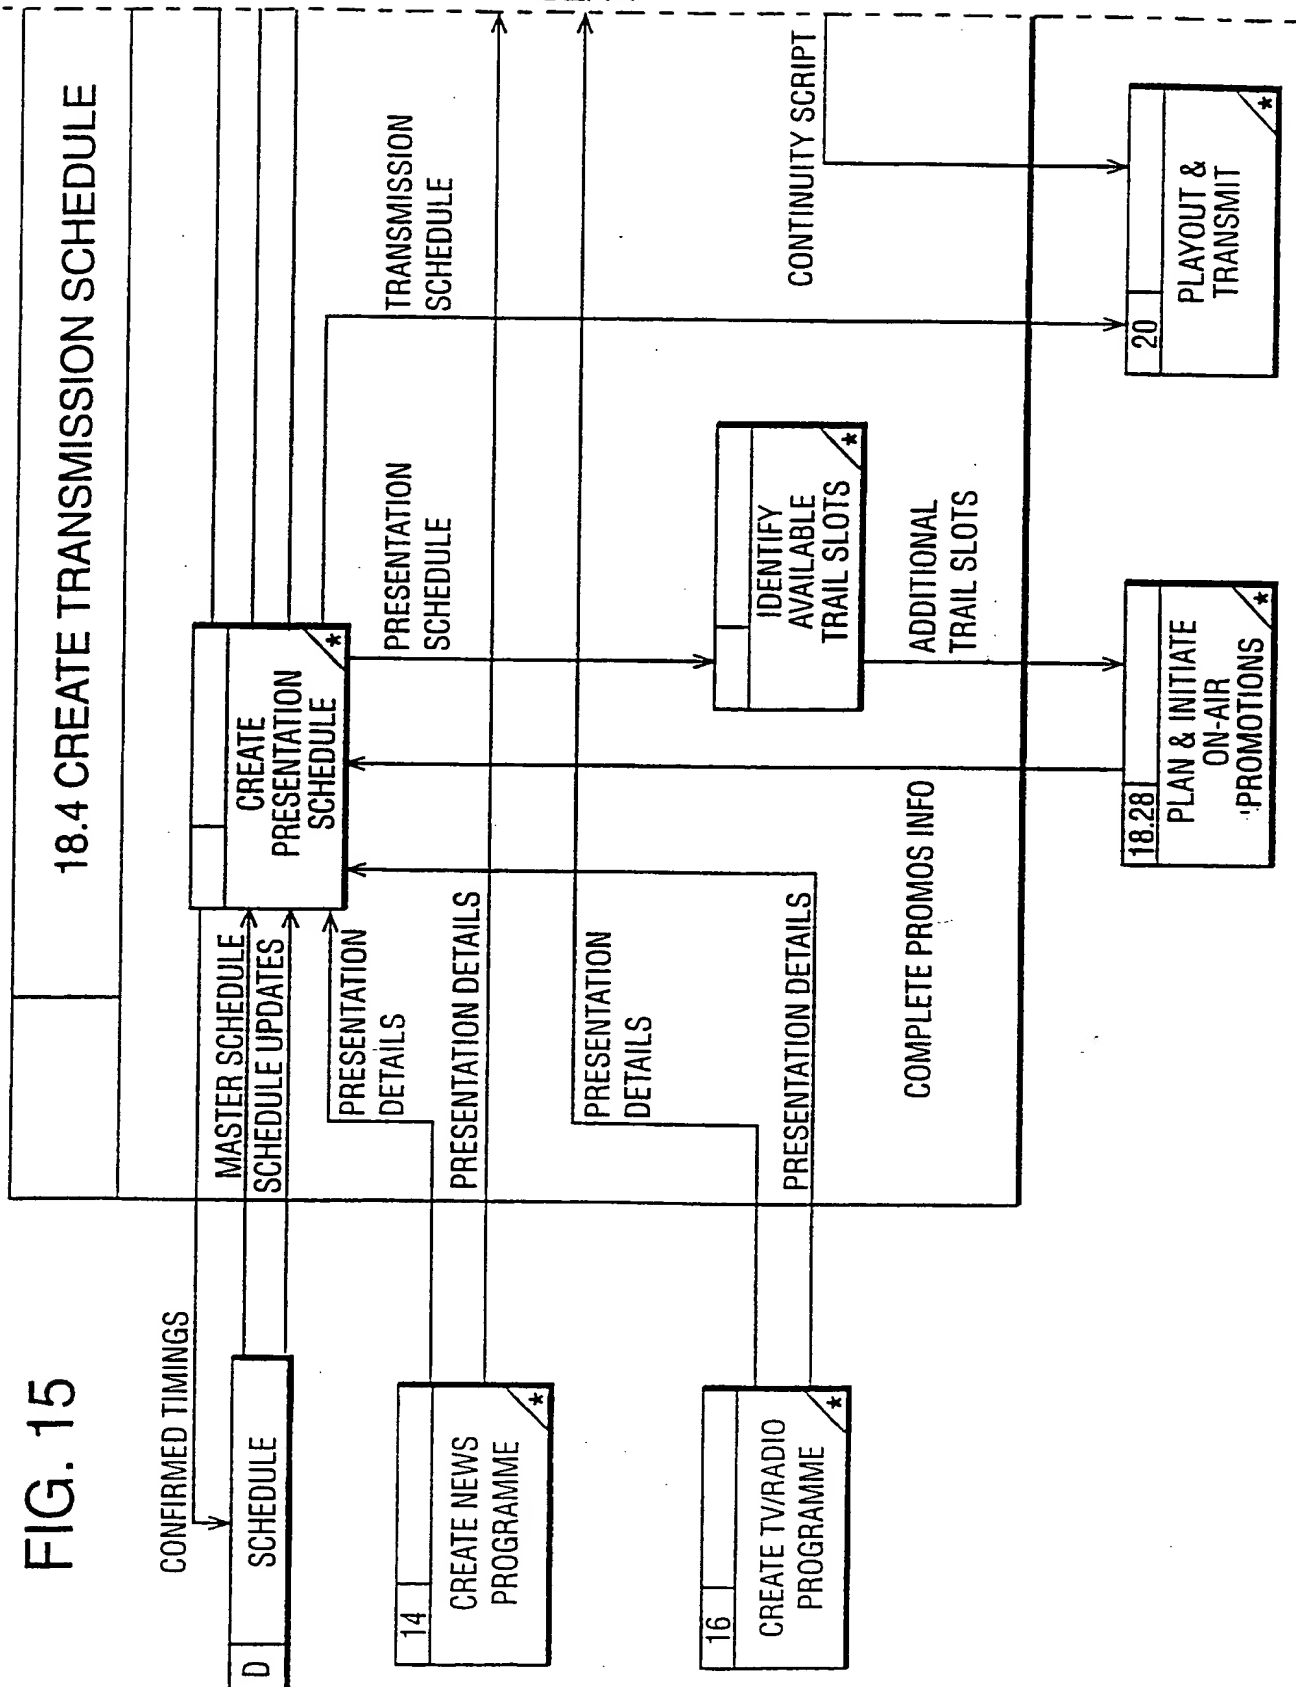 FIG. 15
18.4 CREATE TRANSMISSION SCHEDULE
CONFIRMED TIMINGS
D
SCHEDULE
MASTER SCHEDULE
SCHEDULE UPDATES
CREATE
PRESENTATION
SCHEDULE
*
14
CREATE NEWS
PROGRAMME
*
PRESENTATION
DETAILS
PRESENTATION DETAILS
PRESENTATION
SCHEDULE
TRANSMISSION
SCHEDULE
16
CREATE TV/RADIO
PROGRAMME
*
PRESENTATION
DETAILS
PRESENTATION DETAILS
IDENTIFY
AVAILABLE
TRAIL SLOTS
*
CONTINUITY SCRIPT
COMPLETE PROMOS INFO
ADDITIONAL
TRAIL SLOTS
18.28
PLAN & INITIATE
ON-AIR
PROMOTIONS
*
20
PLAYOUT &
TRANSMIT
*